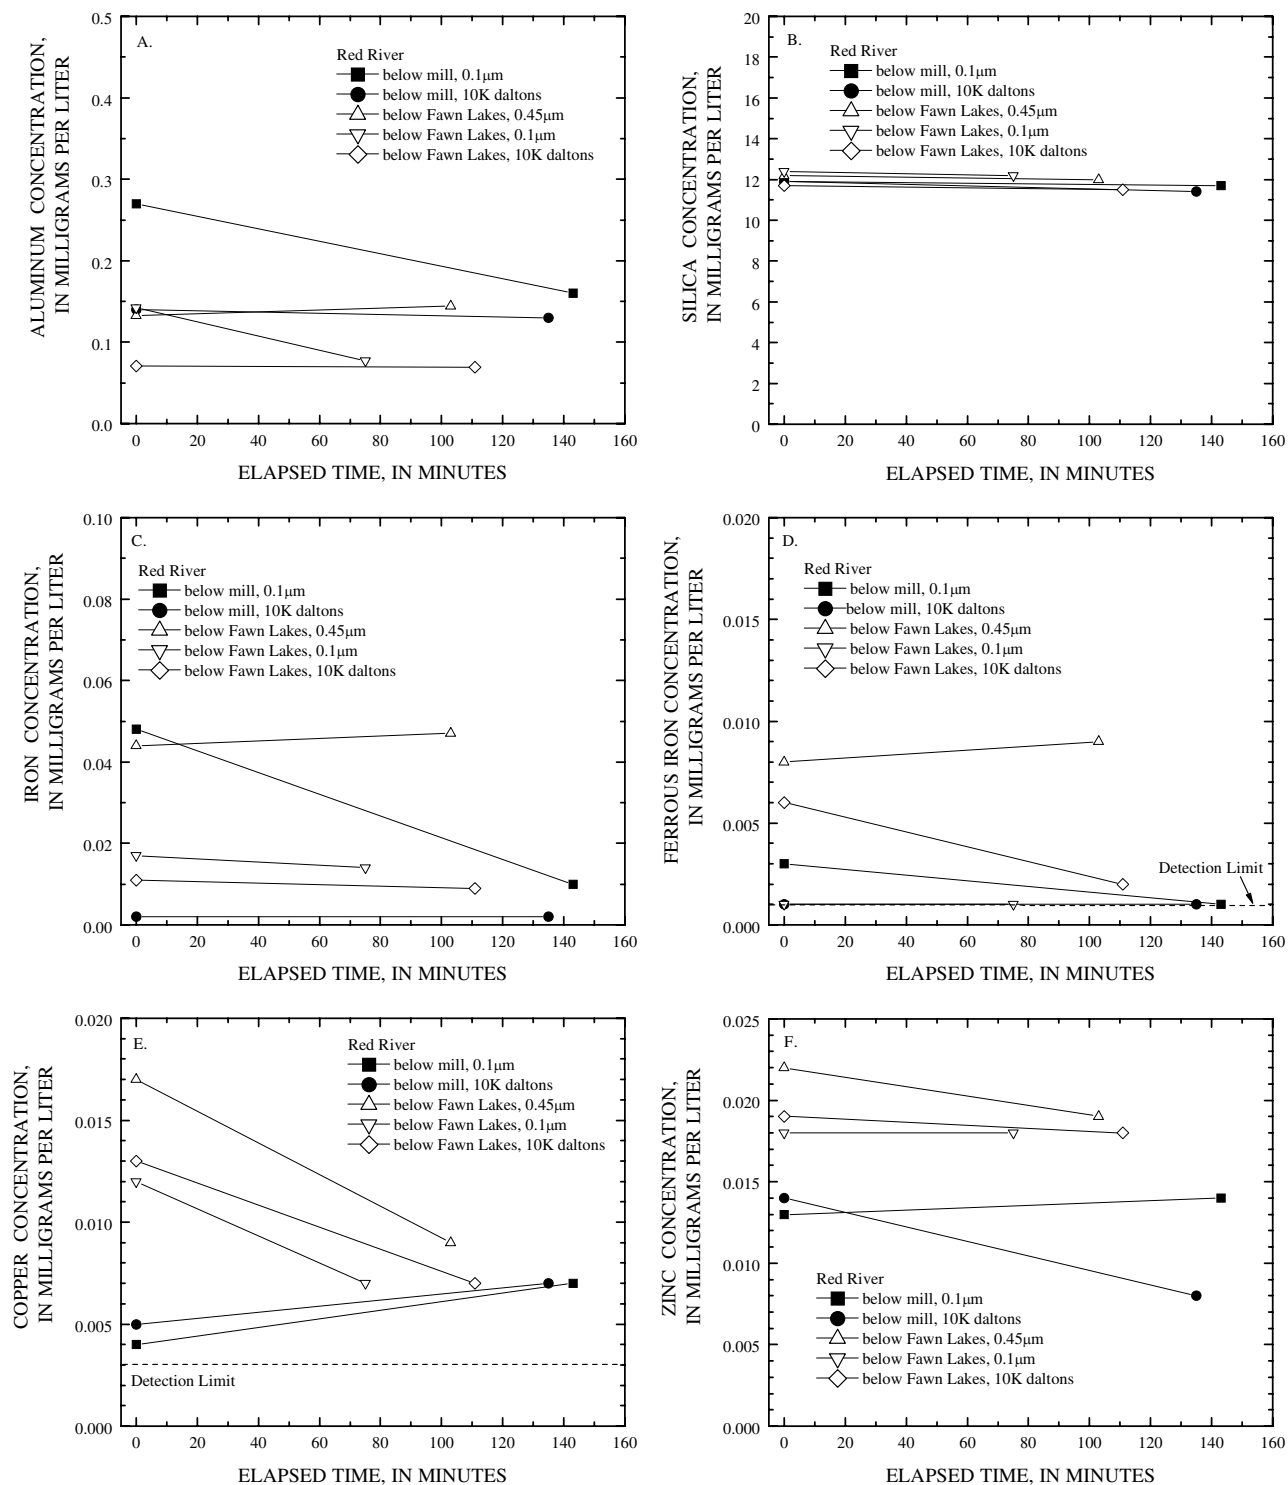 A.
ALUMINUM CONCENTRATION,
IN MILLIGRAMS PER LITER
0.5
0.4
0.3
0.2
0.1
0.0
Red River
below mill, 0.1μm
below mill, 10K daltons
below Fawn Lakes, 0.45μm
below Fawn Lakes, 0.1μm
below Fawn Lakes, 10K daltons
0 20 40 60 80 100 120 140 160
ELAPSED TIME, IN MINUTES
B.
SILICA CONCENTRATION,
IN MILLIGRAMS PER LITER
20
18
16
14
12
10
8
6
4
2
0
Red River
below mill, 0.1μm
below mill, 10K daltons
below Fawn Lakes, 0.45μm
below Fawn Lakes, 0.1μm
below Fawn Lakes, 10K daltons
0 20 40 60 80 100 120 140 160
ELAPSED TIME, IN MINUTES
C.
IRON CONCENTRATION,
IN MILLIGRAMS PER LITER
0.10
0.08
0.06
0.04
0.02
0.00
Red River
below mill, 0.1μm
below mill, 10K daltons
below Fawn Lakes, 0.45μm
below Fawn Lakes, 0.1μm
below Fawn Lakes, 10K daltons
0 20 40 60 80 100 120 140 160
ELAPSED TIME, IN MINUTES
D.
FERROUS IRON CONCENTRATION,
IN MILLIGRAMS PER LITER
0.020
0.015
0.010
0.005
0.000
Red River
below mill, 0.1μm
below mill, 10K daltons
below Fawn Lakes, 0.45μm
below Fawn Lakes, 0.1μm
below Fawn Lakes, 10K daltons
Detection Limit
0 20 40 60 80 100 120 140 160
ELAPSED TIME, IN MINUTES
E.
COPPER CONCENTRATION,
IN MILLIGRAMS PER LITER
0.020
0.015
0.010
0.005
0.000
Red River
below mill, 0.1μm
below mill, 10K daltons
below Fawn Lakes, 0.45μm
below Fawn Lakes, 0.1μm
below Fawn Lakes, 10K daltons
Detection Limit
0 20 40 60 80 100 120 140 160
ELAPSED TIME, IN MINUTES
F.
ZINC CONCENTRATION,
IN MILLIGRAMS PER LITER
0.025
0.020
0.015
0.010
0.005
0.000
Red River
below mill, 0.1μm
below mill, 10K daltons
below Fawn Lakes, 0.45μm
below Fawn Lakes, 0.1μm
below Fawn Lakes, 10K daltons
0 20 40 60 80 100 120 140 160
ELAPSED TIME, IN MINUTES